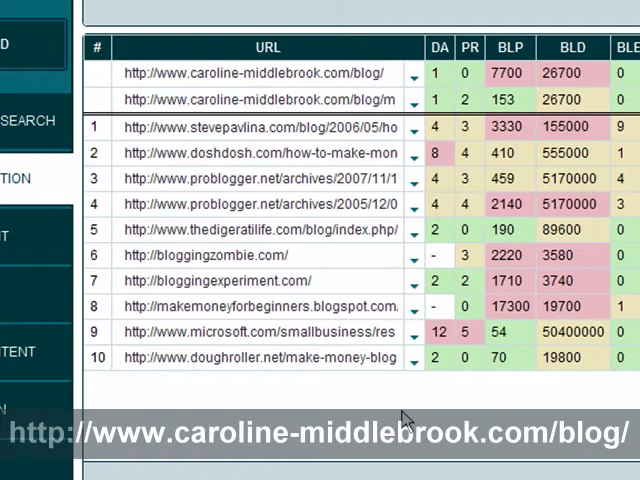 D
SEARCH
TION
T
TENT
N
# URL DA PR BLP BLD BLE
http://www.caroline-middlebrook.com/blog/ 1 0 7700 26700 0
http://www.caroline-middlebrook.com/blog/m 1 2 153 26700 0
1 http://www.stevepavlina.com/blog/2006/05/ho 4 3 3330 155000 9
2 http://www.doshdosh.com/how-to-make-mon 8 4 410 555000 1
3 http://www.problogger.net/archives/2007/11/1 4 3 459 5170000 4
4 http://www.problogger.net/archives/2005/12/0 4 4 2140 5170000 3
5 http://www.thedigeratilife.com/blog/index.php/ 2 0 190 89600 0
6 http://bloggingzombie.com/ - 3 2220 3580 0
7 http://bloggingexperiment.com/ 2 2 1710 3740 0
8 http://makemoneyforbeginners.blogspot.com/ - 0 17300 19700 1
9 http://www.microsoft.com/smallbusiness/res 12 5 54 50400000 0
10 http://www.doughroller.net/make-money-blog 2 0 70 19800 0
http://www.caroline-middlebrook.com/blog/